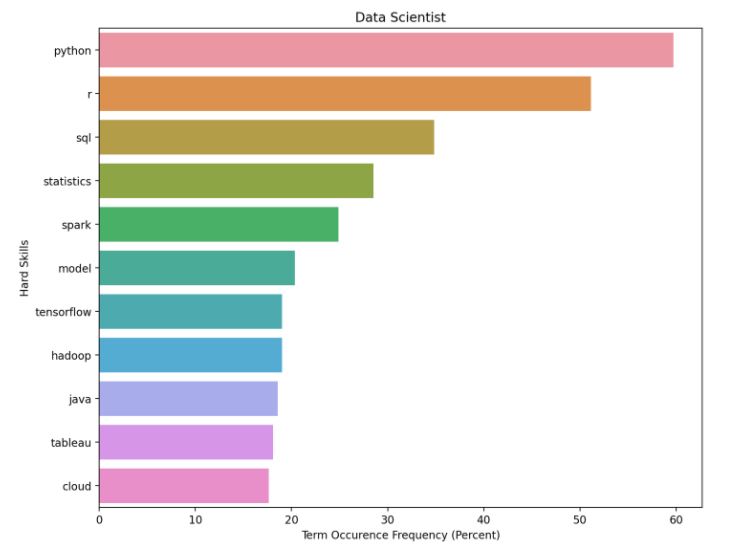 Data Scientist
Hard Skills
python
r
sql
statistics
spark
model
tensorflow
hadoop
java
tableau
cloud
0 10 20 30 40 50 60
Term Occurence Frequency (Percent)